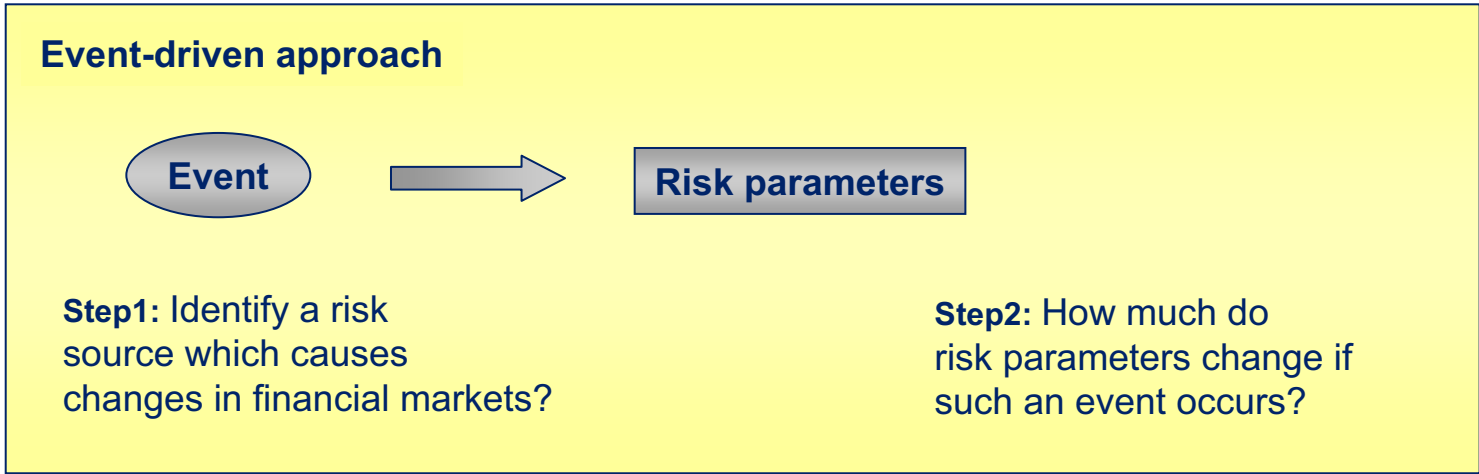 Event-driven approach
Event
Risk parameters
Step1: Identify a risk
source which causes
changes in financial markets?
Step2: How much do
risk parameters change if
such an event occurs?